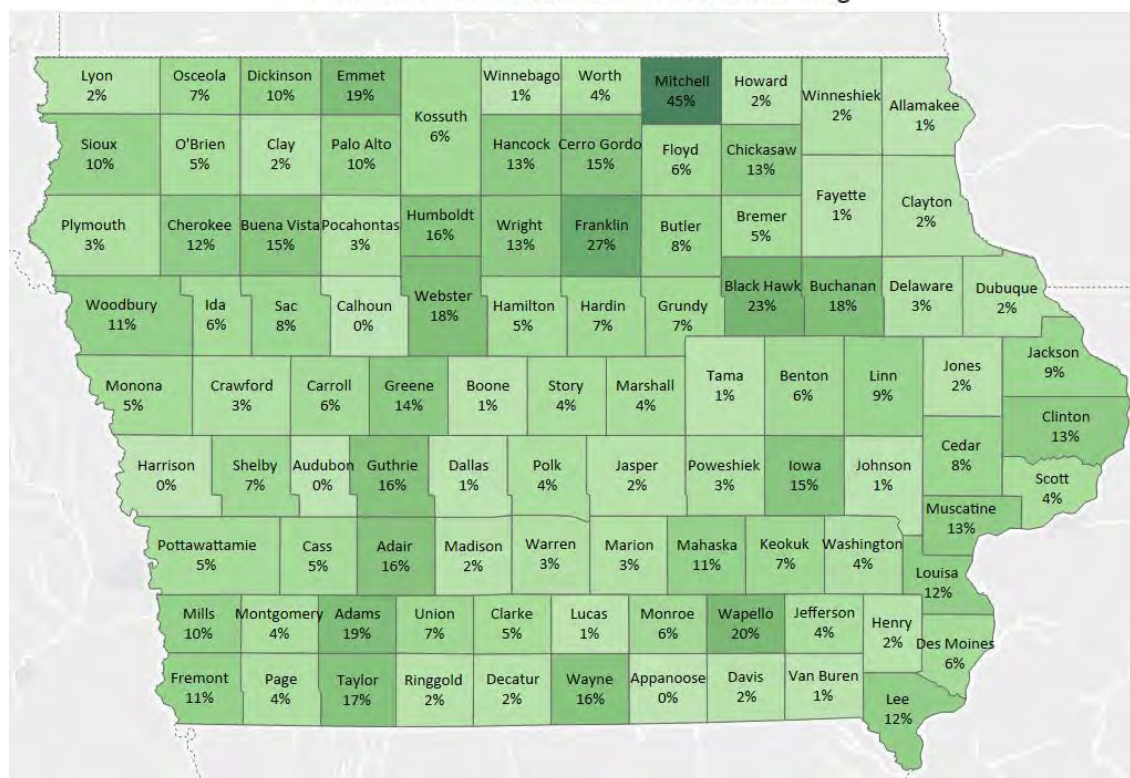 Lyon
2%
Osceola
7%
Dickinson
10%
Emmet
19%
Kossuth
6%
Winnebago
1%
Worth
4%
Mitchell
45%
Howard
2%
Winneshiek
2%
Allamakee
1%
Sioux
10%
O'Brien
5%
Clay
2%
Palo Alto
10%
Hancock
13%
Cerro Gordo
15%
Floyd
6%
Chickasaw
13%
Fayette
1%
Clayton
2%
Plymouth
3%
Cherokee
12%
Buena Vista
15%
Pocahontas
3%
Humboldt
16%
Wright
13%
Franklin
27%
Butler
8%
Bremer
5%
Woodbury
11%
Ida
6%
Sac
8%
Calhoun
0%
Webster
18%
Hamilton
5%
Hardin
7%
Grundy
7%
Black Hawk
23%
Buchanan
18%
Delaware
3%
Dubuque
2%
Monona
5%
Crawford
3%
Carroll
6%
Greene
14%
Boone
1%
Story
4%
Marshall
4%
Tama
1%
Benton
6%
Linn
9%
Jones
2%
Jackson
9%
Clinton
13%
Harrison
0%
Shelby
7%
Audubon
0%
Guthrie
16%
Dallas
1%
Polk
4%
Jasper
2%
Poweshiek
3%
Iowa
15%
Johnson
1%
Cedar
8%
Scott
4%
Muscatine
13%
Pottawattamie
5%
Cass
5%
Adair
16%
Madison
2%
Warren
3%
Marion
3%
Mahaska
11%
Keokuk
7%
Washington
4%
Louisa
12%
Mills
10%
Montgomery
4%
Adams
19%
Union
7%
Clarke
5%
Lucas
1%
Monroe
6%
Wapello
20%
Jefferson
4%
Henry
2%
Des Moines
6%
Fremont
11%
Page
4%
Taylor
17%
Ringgold
2%
Decatur
2%
Wayne
16%
Appanoose
0%
Davis
2%
Van Buren
1%
Lee
12%